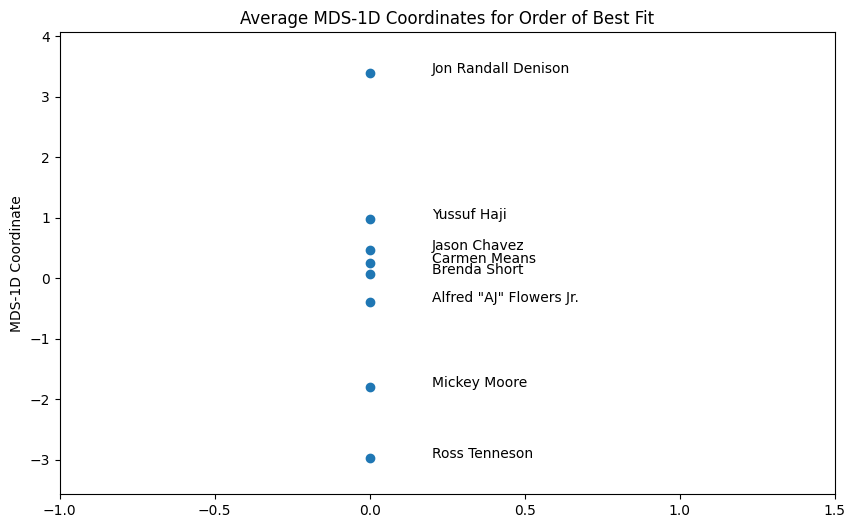 Average MDS-1D Coordinates for Order of Best Fit
4
Jon Randall Denison
3
2
Yussuf Haji
1
Jason Chavez
Carmen Means
Brenda Short
0
Alfred "AJ" Flowers Jr.
−1
Mickey Moore
−2
Ross Tenneson
−3
MDS-1D Coordinate
−1.0 −0.5 0.0 0.5 1.0 1.5